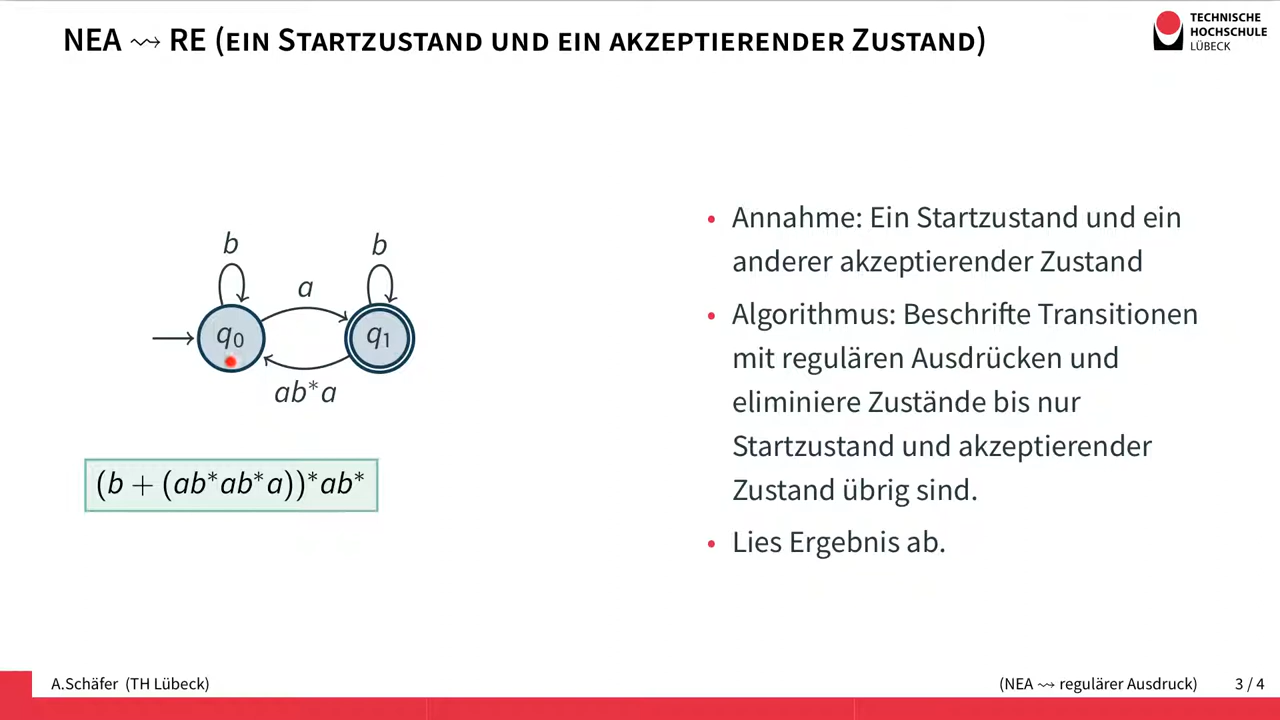 NEA ⇝ RE (ein Startzustand und ein akzeptierender Zustand)
TECHNISCHE
HOCHSCHULE
LÜBECK
b
b
a
q₀
q₁
ab*a
(b + (ab*ab*a))*ab*
• Annahme: Ein Startzustand und ein
anderer akzeptierender Zustand
• Algorithmus: Beschrifte Transitionen
mit regulären Ausdrücken und
eliminiere Zustände bis nur
Startzustand und akzeptierender
Zustand übrig sind.
• Lies Ergebnis ab.
A.Schäfer (TH Lübeck)
(NEA ⇝ regulärer Ausdruck)
3 / 4